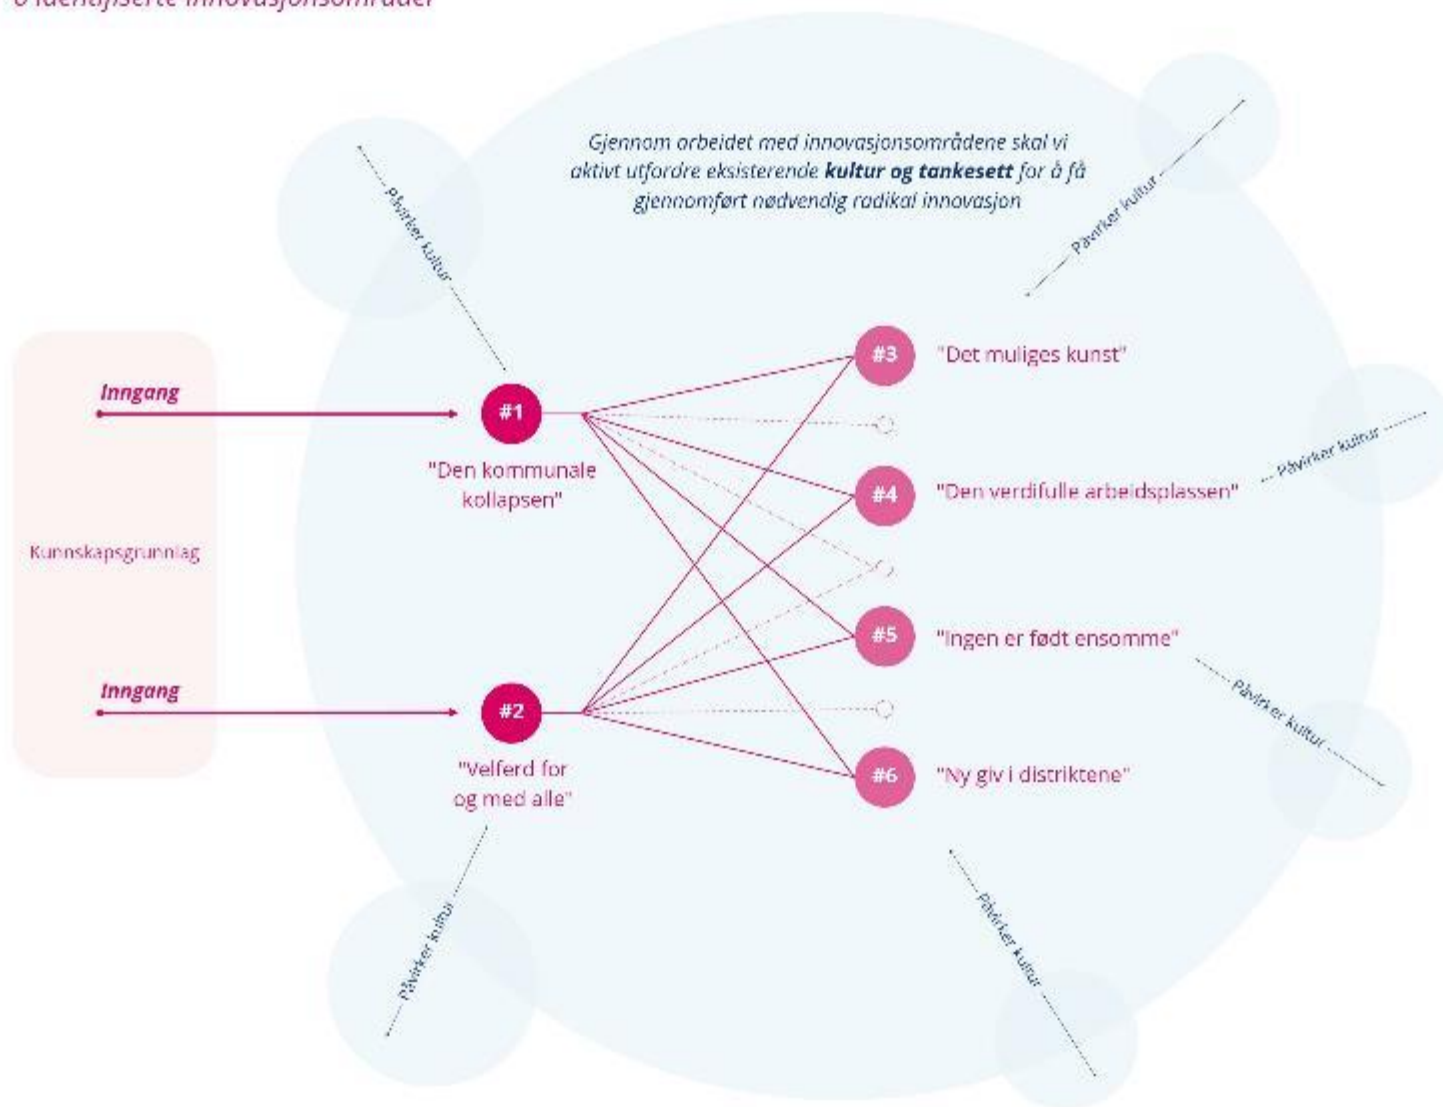 6 identifiserte innovasjonsområder
Gjennom arbeidet med innovasjonsområdene skal vi
aktivt utfordre eksisterende kultur og tankesett for å få
gjennomført nødvendig radikal innovasjon
Påvirker kultur
Påvirker kultur
#3
"Det muliges kunst"
Inngang
#1
"Den kommunale
kollapsen"
Påvirker kultur
#4
"Den verdifulle arbeidsplassen"
Kunnskapsgrunnlag
#5
"Ingen er født ensomme"
Inngang
#2
"Velferd for
og med alle"
Påvirker kultur
#6
"Ny giv i distriktene"
Påvirker kultur
Påvirker kultur